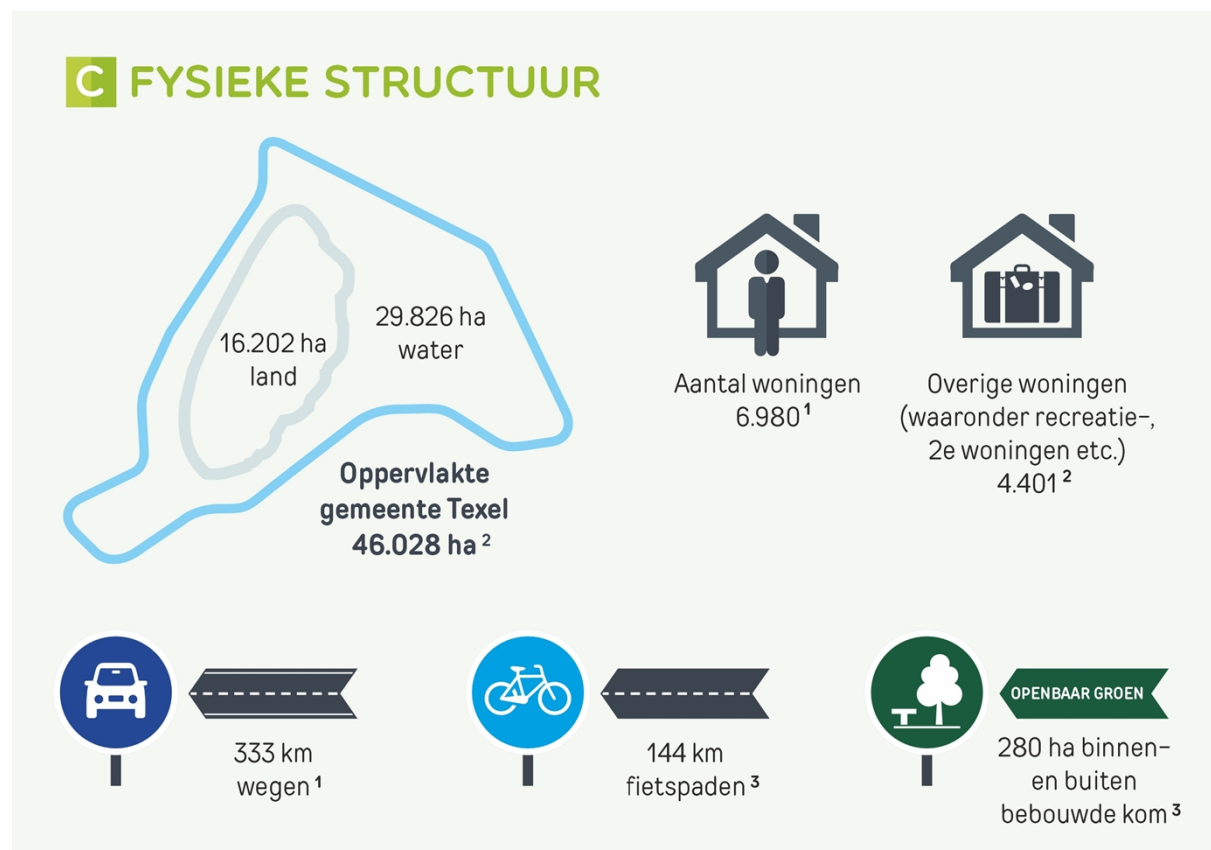 C FYSIEKE STRUCTUUR
16.202 ha
land
29.826 ha
water
Oppervlakte
gemeente Texel
46.028 ha ²
Aantal woningen
6.980 ¹
Overige woningen
(waaronder recreatie-,
2e woningen etc.)
4.401 ²
333 km
wegen ¹
144 km
fietspaden ³
OPENBAAR GROEN
280 ha binnen-
en buiten
bebouwde kom ³